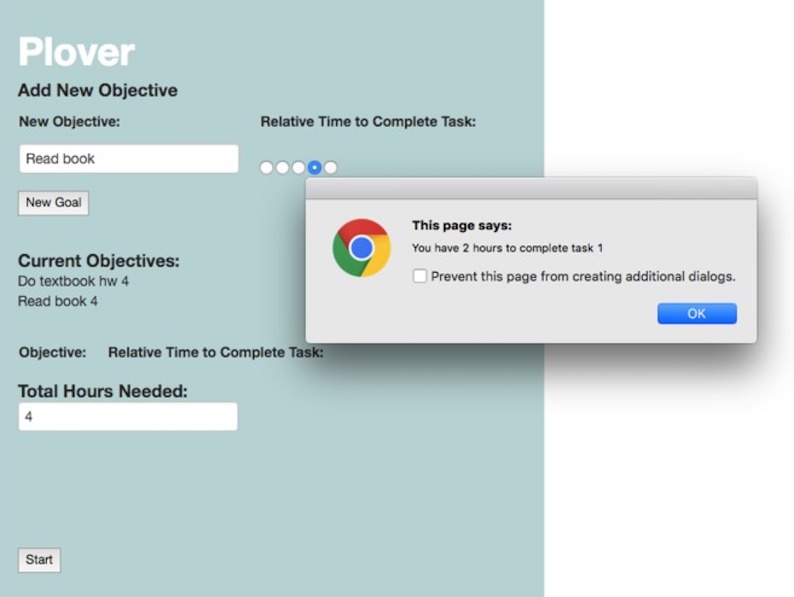 Plover
Add New Objective
New Objective:
Relative Time to Complete Task:
Read book
New Goal
This page says:
You have 2 hours to complete task 1
Prevent this page from creating additional dialogs.
OK
Current Objectives:
Do textbook hw 4
Read book 4
Objective:
Relative Time to Complete Task:
Total Hours Needed:
4
Start